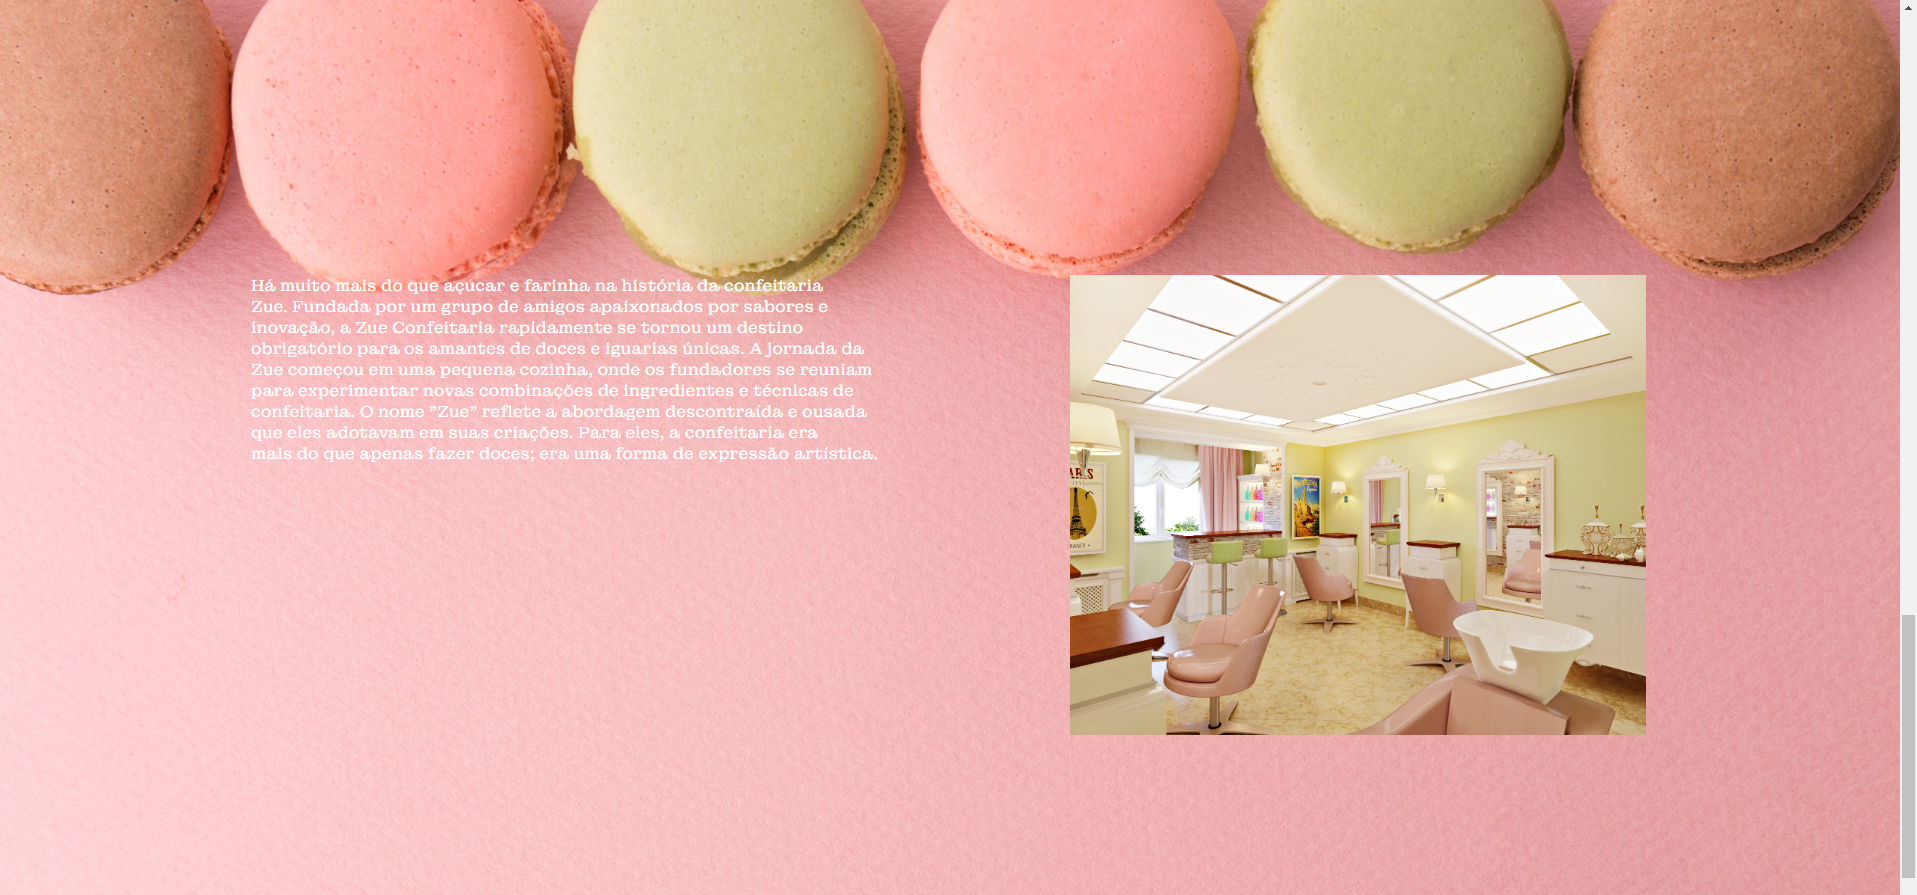 Há muito mais do que açúcar e farinha na história da confeitaria
Zue. Fundada por um grupo de amigos apaixonados por sabores e
inovação, a Zue Confeitaria rapidamente se tornou um destino
obrigatório para os amantes de doces e iguarias únicas. A jornada da
Zue começou em uma pequena cozinha, onde os fundadores se reuniam
para experimentar novas combinações de ingredientes e técnicas de
confeitaria. O nome "Zue" reflete a abordagem descontraída e ousada
que eles adotavam em suas criações. Para eles, a confeitaria era
mais do que apenas fazer doces; era uma forma de expressão artística.